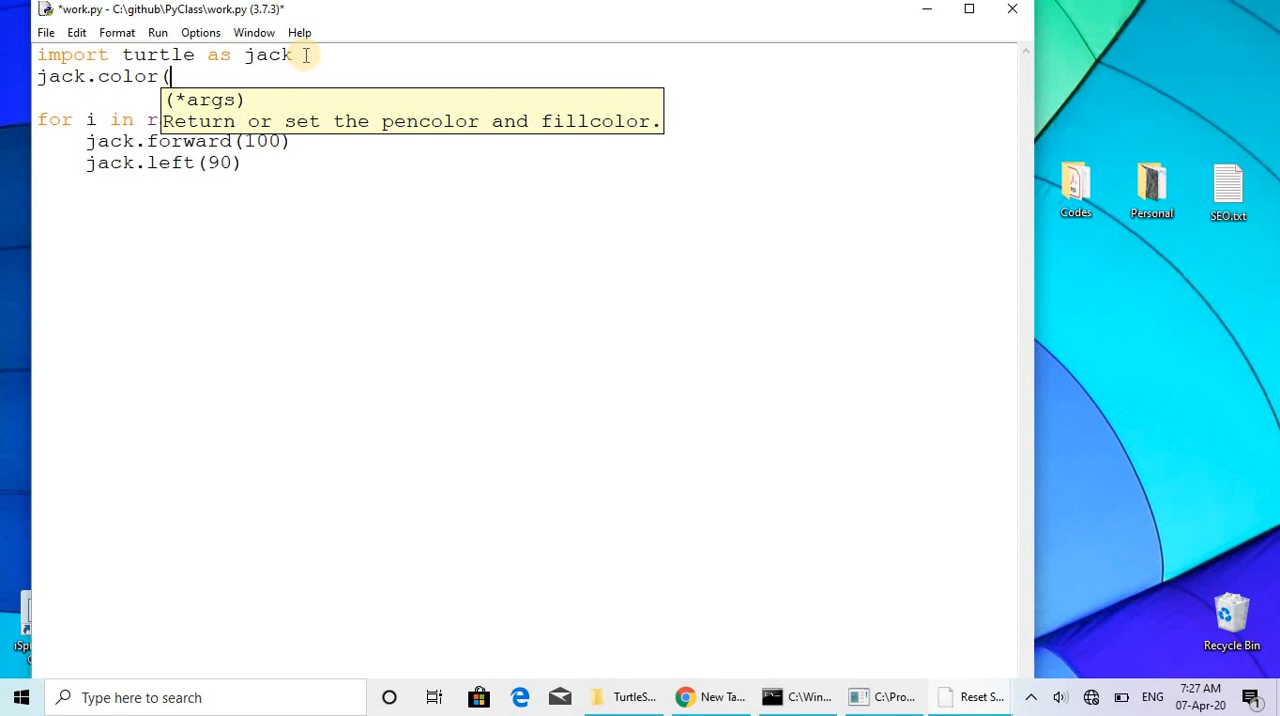 *work.py - C:\github\PyClass\work.py (3.7.3)*
File Edit Format Run Options Window Help
import turtle as jack
jack.color(
(*args)
Return or set the pencolor and fillcolor.
for i in r
jack.forward(100)
jack.left(90)
Codes
Personal
SEO.txt
Recycle Bin
iSpri
Type here to search
TurtleS...
New Ta...
C:\Win...
C:\Pro...
Reset S...
ENG
7:27 AM
07-Apr-20
1